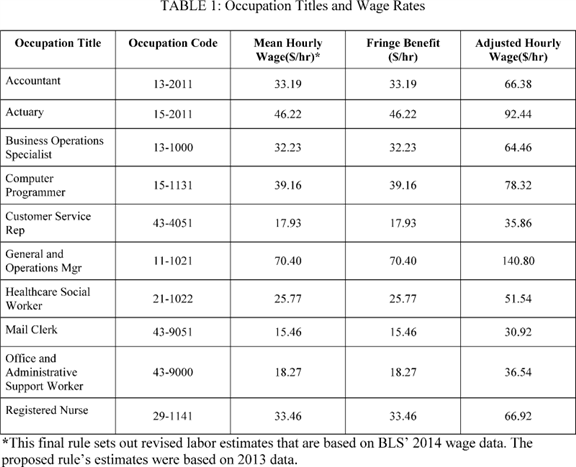 TABLE 1: Occupation Titles and Wage Rates
Occupation Title Occupation Code Mean Hourly Wage($/hr)* Fringe Benefit ($/hr) Adjusted Hourly Wage($/hr)
Accountant 13-2011 33.19 33.19 66.38
Actuary 15-2011 46.22 46.22 92.44
Business Operations Specialist 13-1000 32.23 32.23 64.46
Computer Programmer 15-1131 39.16 39.16 78.32
Customer Service Rep 43-4051 17.93 17.93 35.86
General and Operations Mgr 11-1021 70.40 70.40 140.80
Healthcare Social Worker 21-1022 25.77 25.77 51.54
Mail Clerk 43-9051 15.46 15.46 30.92
Office and Administrative Support Worker 43-9000 18.27 18.27 36.54
Registered Nurse 29-1141 33.46 33.46 66.92
*This final rule sets out revised labor estimates that are based on BLS’ 2014 wage data. The
proposed rule’s estimates were based on 2013 data.